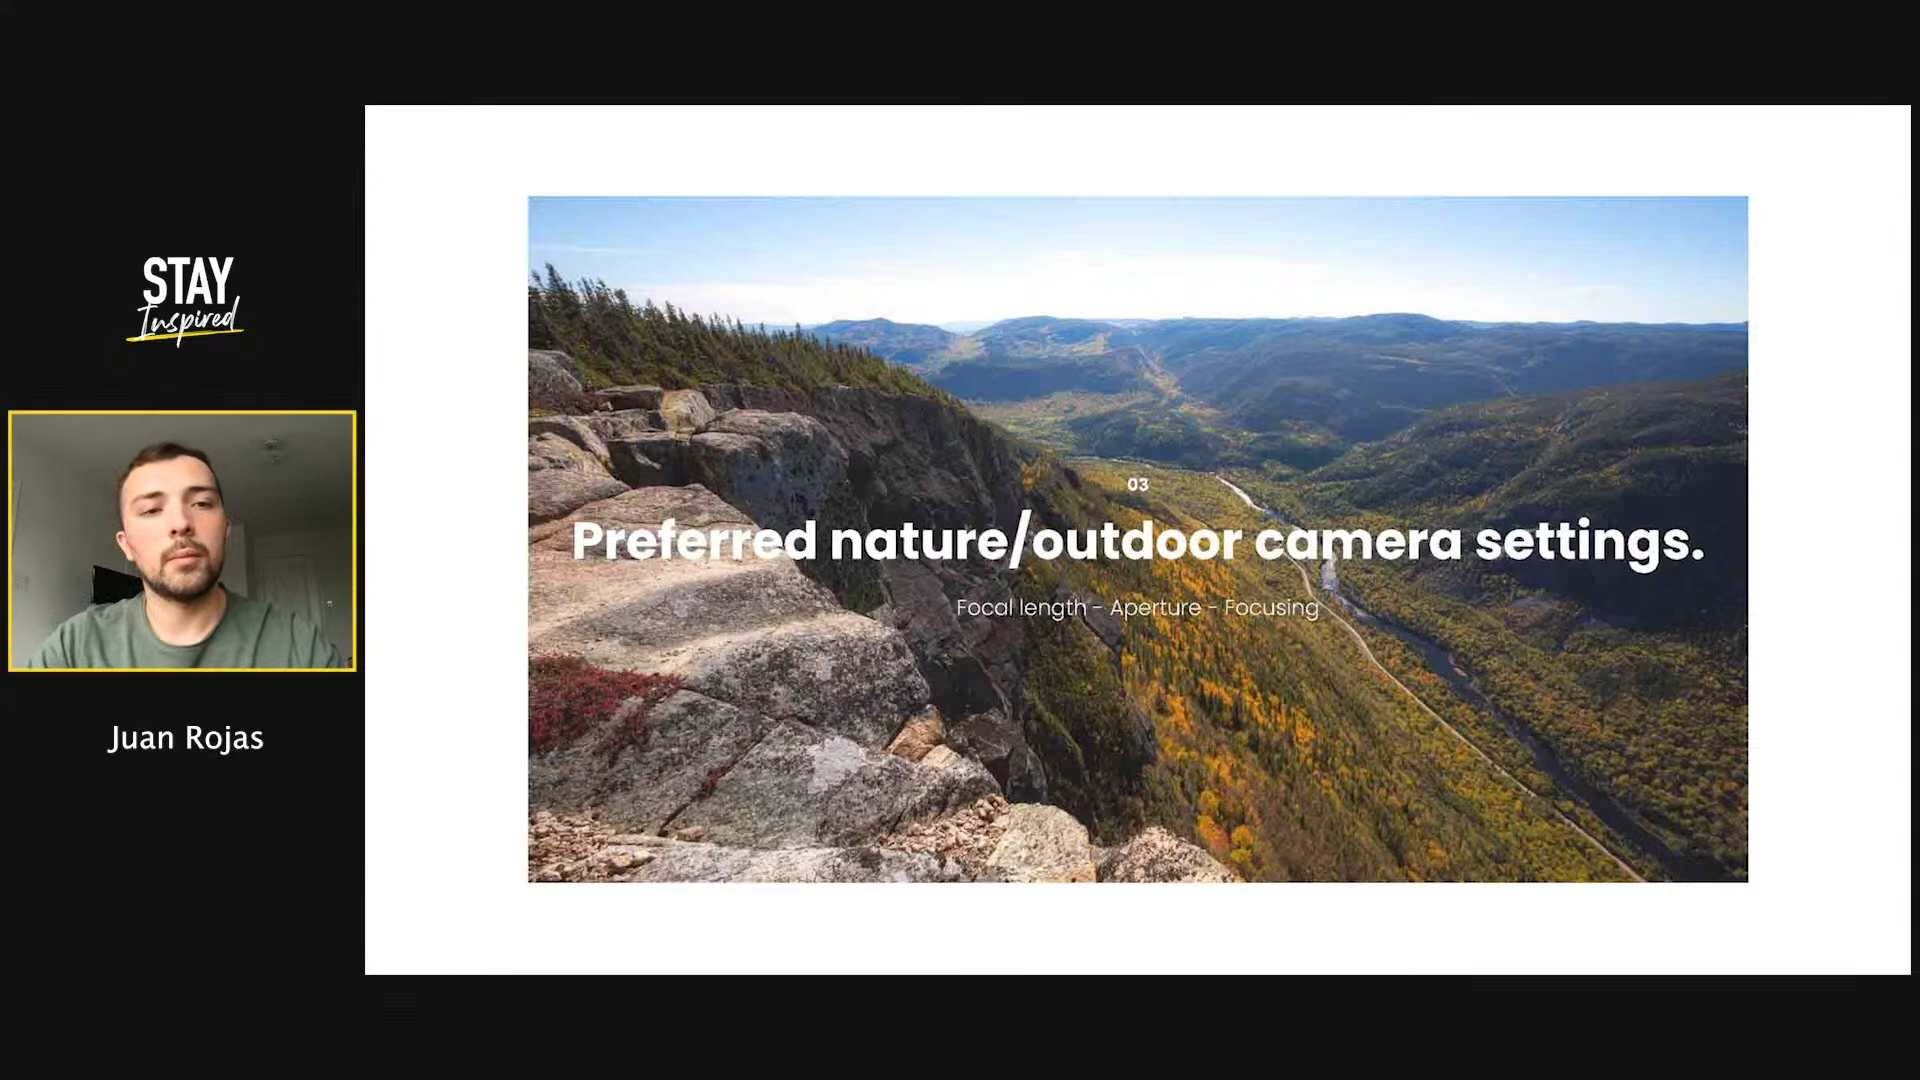 STAY
Inspired
Juan Rojas
03
Preferred nature/outdoor camera settings.
Focal length - Aperture - Focusing